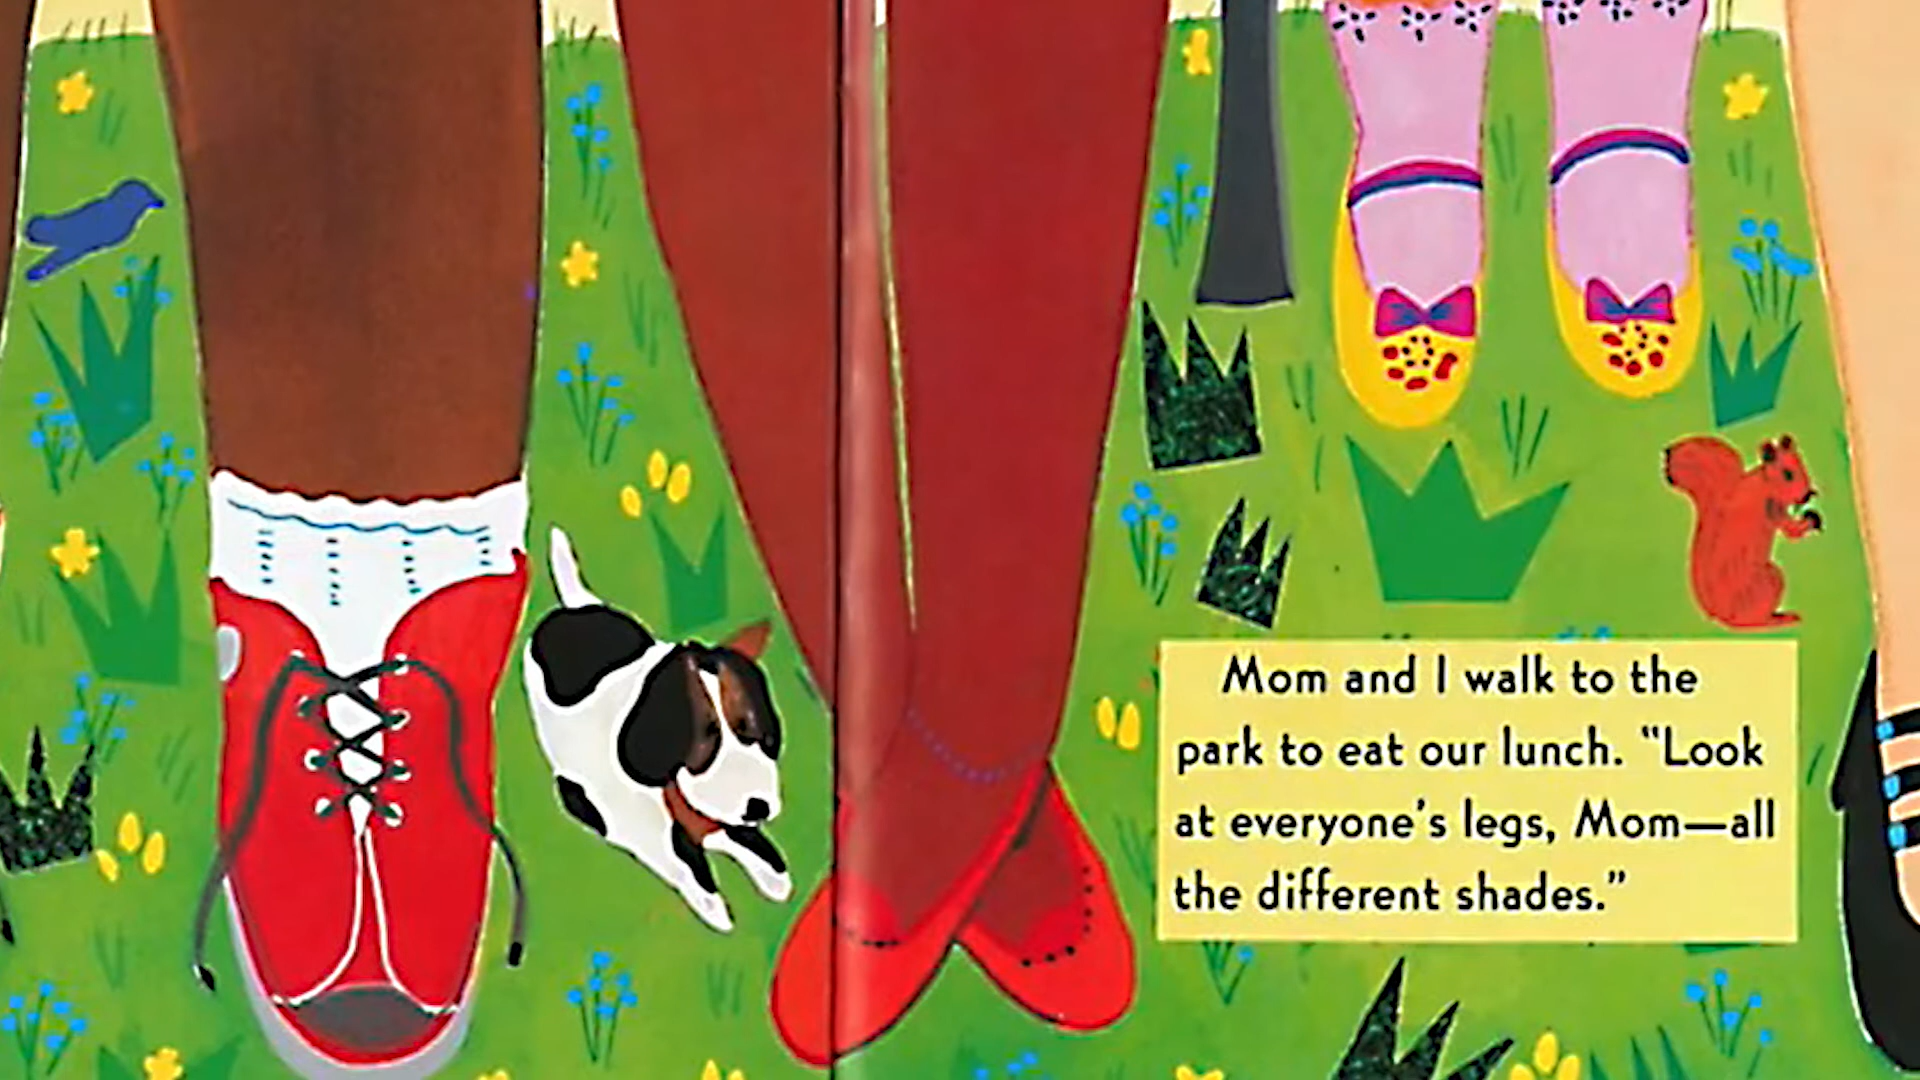 Mom and I walk to the
park to eat our lunch. “Look
at everyone’s legs, Mom—all
the different shades.”